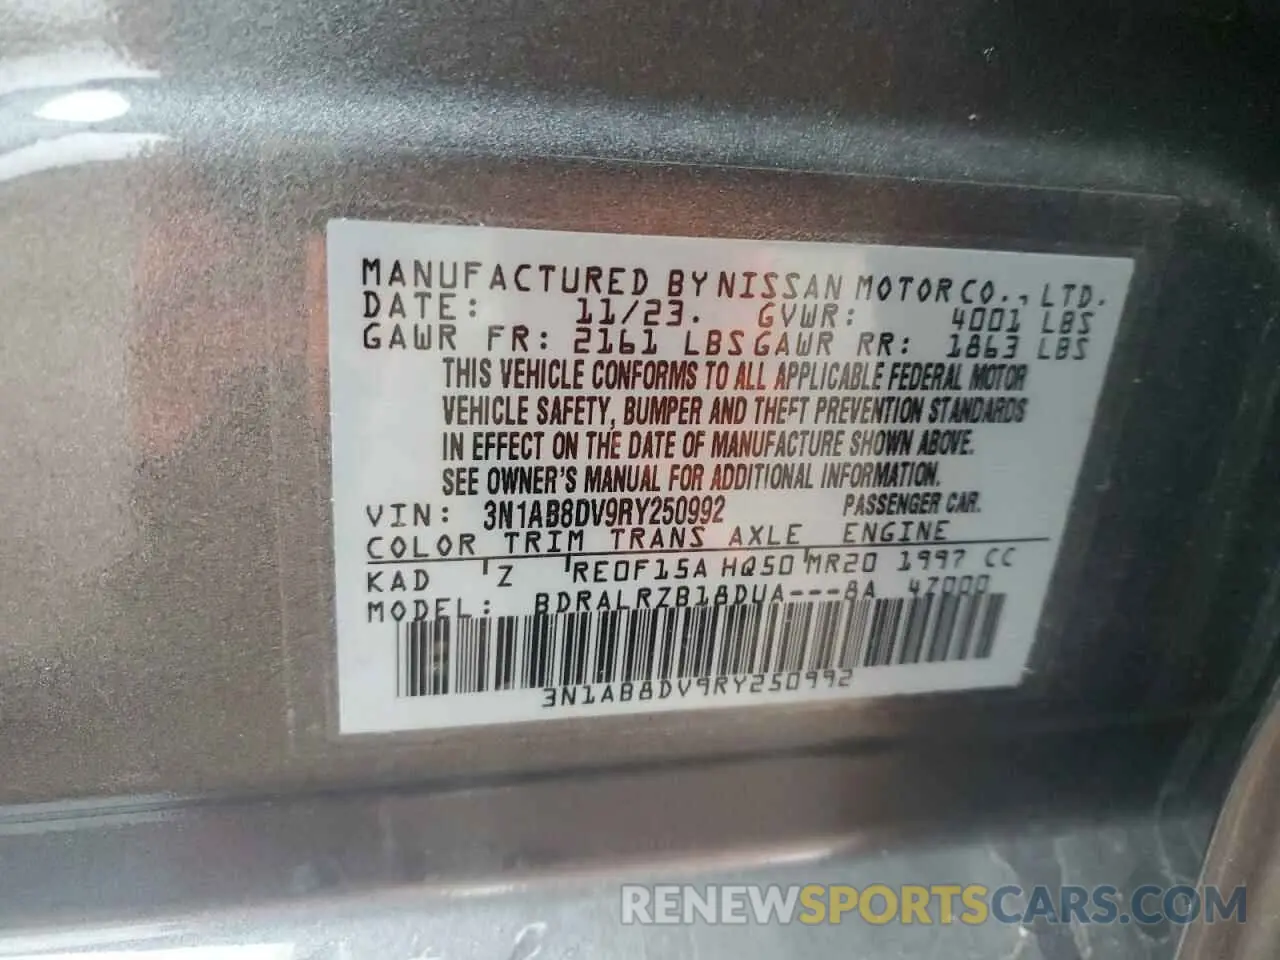 MANUFACTURED BY NISSAN MOTOR CO., LTD.
DATE: 11/23. GVWR: 4001 LBS
GAWR FR: 2161 LBS GAWR RR: 1863 LBS
THIS VEHICLE CONFORMS TO ALL APPLICABLE FEDERAL MOTOR
VEHICLE SAFETY, BUMPER AND THEFT PREVENTION STANDARDS
IN EFFECT ON THE DATE OF MANUFACTURE SHOWN ABOVE.
SEE OWNER'S MANUAL FOR ADDITIONAL INFORMATION.
VIN: 3N1AB8DV9RY250992 PASSENGER CAR.
COLOR TRIM TRANS AXLE ENGINE
KAD Z RE0F15A HQ50 MR20 1997 CC
MODEL: BDRALRZB18DUA---8A 4Z000
3N1AB8DV9RY250992
RENEWSPORTSCARS.COM